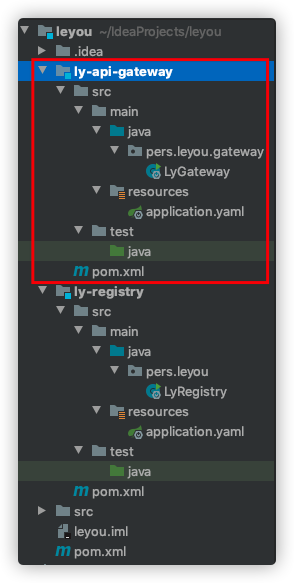 leyou ~/IdeaProjects/leyou
.idea
ly-api-gateway
src
main
java
pers.leyou.gateway
LyGateway
resources
application.yaml
test
java
pom.xml
ly-registry
src
main
java
pers.leyou
LyRegistry
resources
application.yaml
test
java
pom.xml
src
leyou.iml
pom.xml